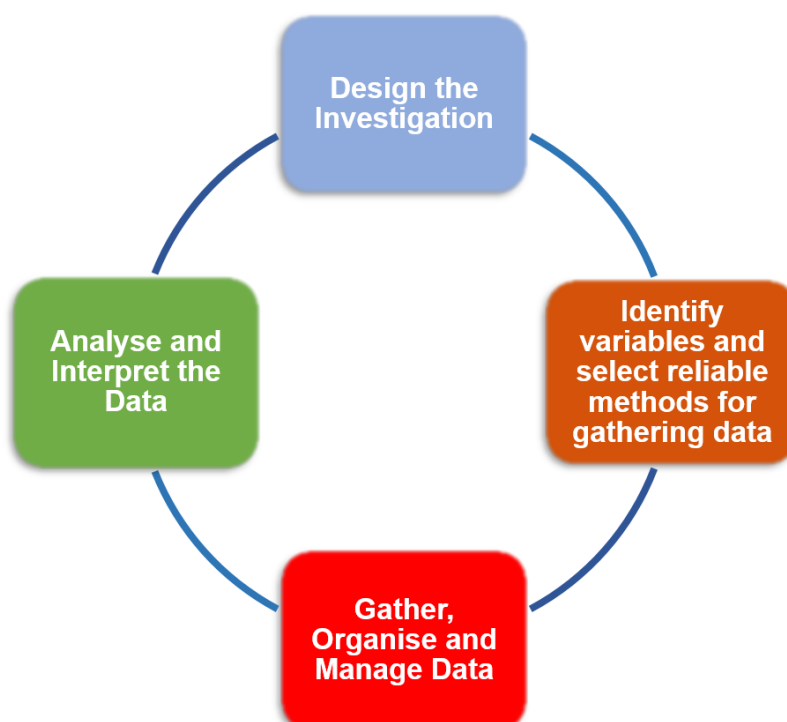 Design the
Investigation
Identify
variables and
select reliable
methods for
gathering data
Gather,
Organise and
Manage Data
Analyse and
Interpret the
Data